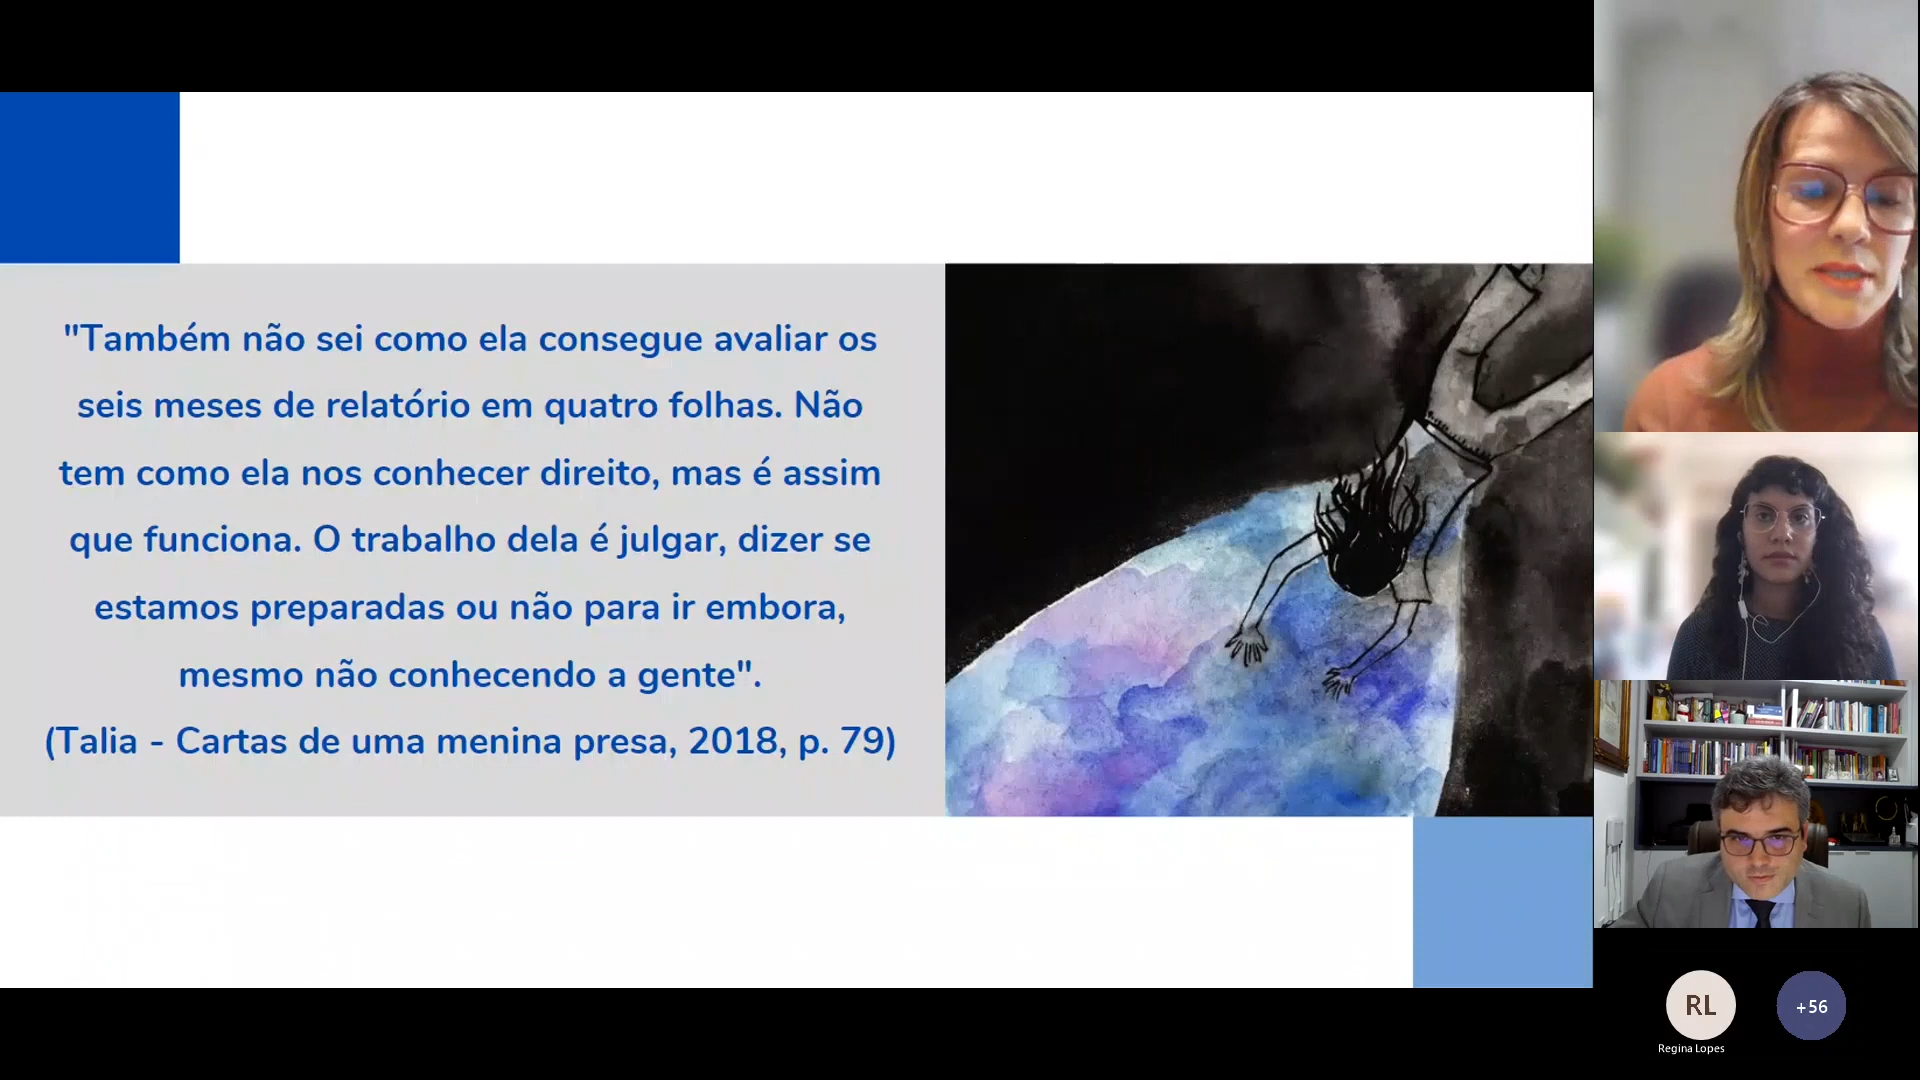 "Também não sei como ela consegue avaliar os
seis meses de relatório em quatro folhas. Não
tem como ela nos conhecer direito, mas é assim
que funciona. O trabalho dela é julgar, dizer se
estamos preparadas ou não para ir embora,
mesmo não conhecendo a gente".
(Talia - Cartas de uma menina presa, 2018, p. 79)
RL
+56
Regina Lopes